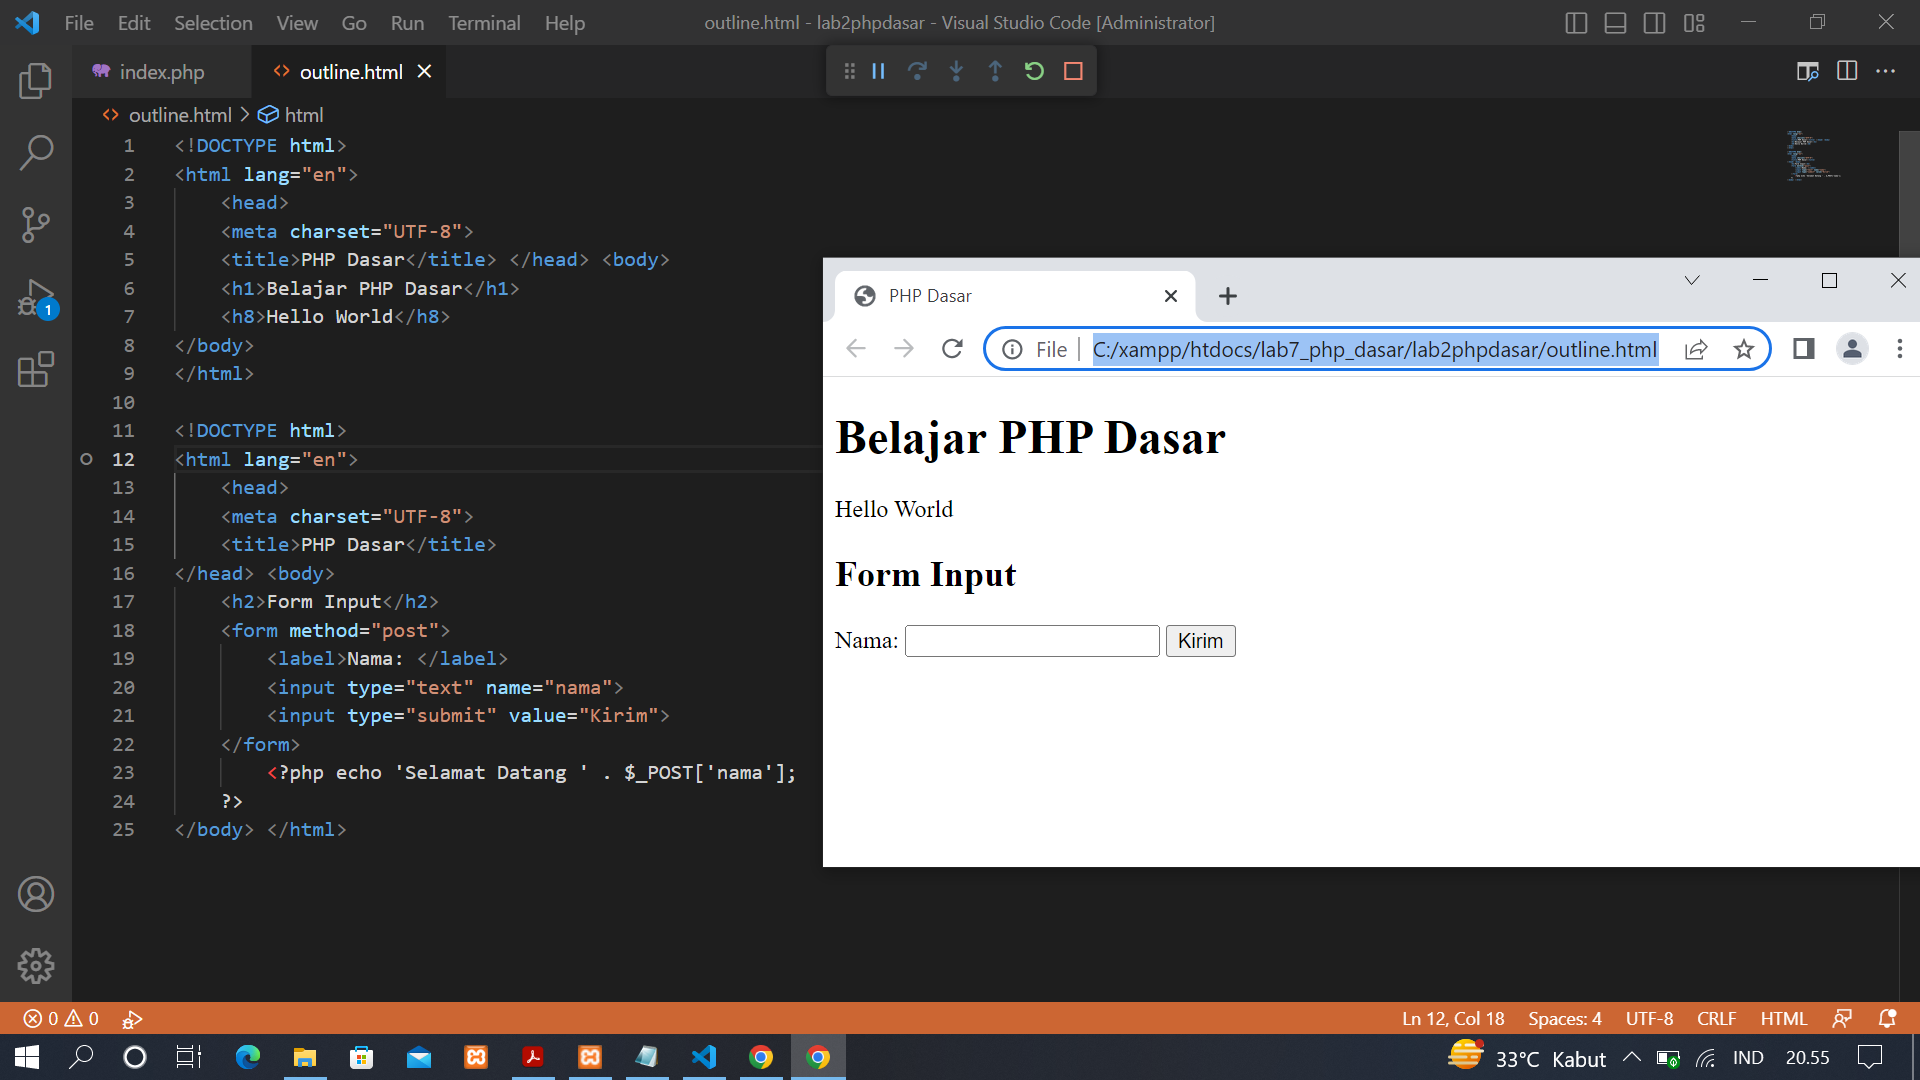 File Edit Selection View Go Run Terminal Help outline.html - lab2phpdasar - Visual Studio Code [Administrator]
index.php outline.html
outline.html > html
1 <!DOCTYPE html>
2 <html lang="en">
3 <head>
4 <meta charset="UTF-8">
5 <title>PHP Dasar</title> </head> <body>
6 <h1>Belajar PHP Dasar</h1>
7 <h8>Hello World</h8>
8 </body>
9 </html>
10
11 <!DOCTYPE html>
12 <html lang="en">
13 <head>
14 <meta charset="UTF-8">
15 <title>PHP Dasar</title>
16 </head> <body>
17 <h2>Form Input</h2>
18 <form method="post">
19 <label>Nama: </label>
20 <input type="text" name="nama">
21 <input type="submit" value="Kirim">
22 </form>
23 <?php echo 'Selamat Datang ' . $_POST['nama'];
24 ?>
25 </body> </html>
1
PHP Dasar
File C:/xampp/htdocs/lab7_php_dasar/lab2phpdasar/outline.html
Belajar PHP Dasar
Hello World
Form Input
Nama: Kirim
0 0 Ln 12, Col 18 Spaces: 4 UTF-8 CRLF HTML
33°C Kabut IND 20.55